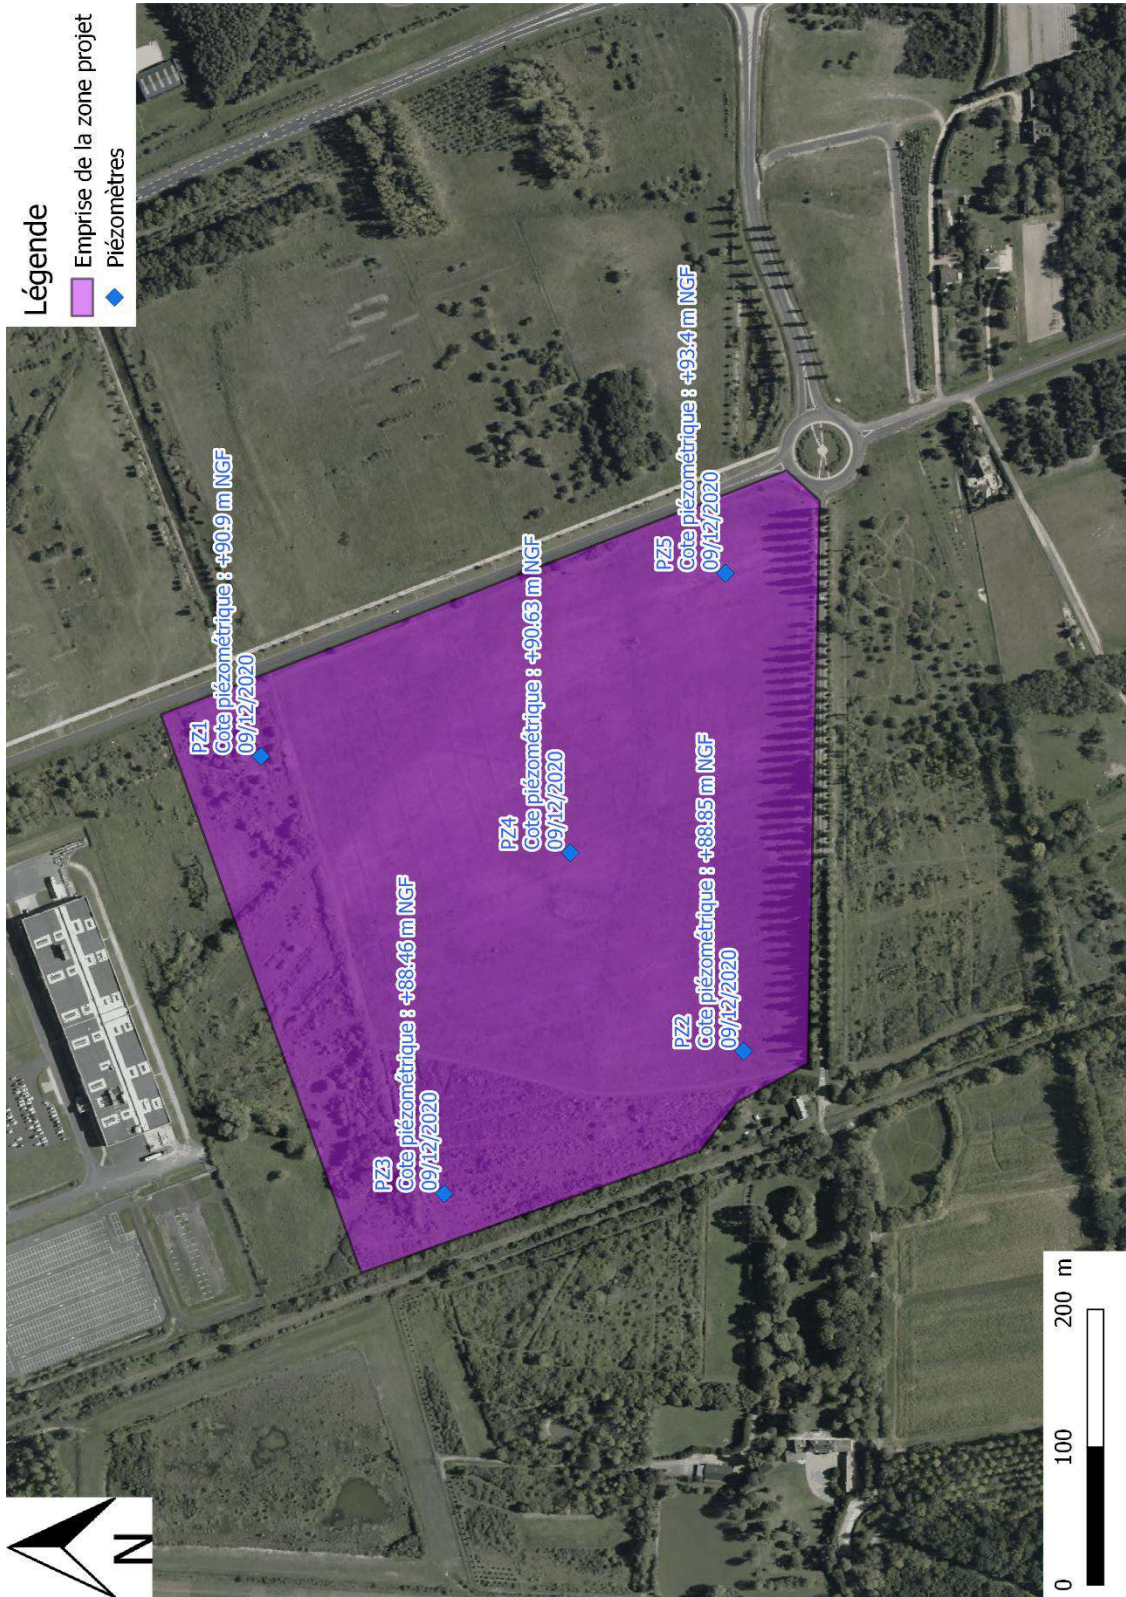 Légende
Emprise de la zone projet
Piézomètres
PZ1
Cote piézométrique : +90.9 m NGF
09/12/2020
PZ3
Cote piézométrique : +88.46 m NGF
09/12/2020
PZ4
Cote piézométrique : +90.63 m NGF
09/12/2020
PZ5
Cote piézométrique : +93.4 m NGF
09/12/2020
PZ2
Cote piézométrique : +88.85 m NGF
09/12/2020
N
0 100 200 m